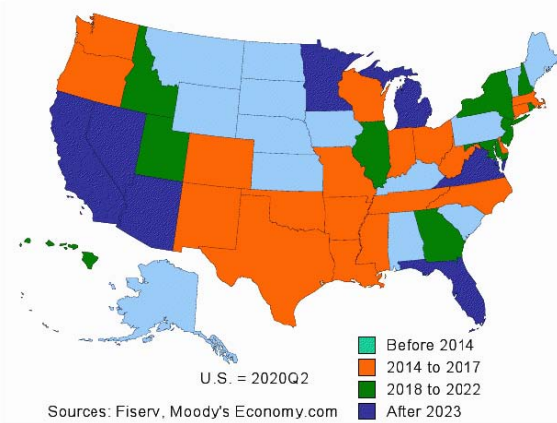 Before 2014
2014 to 2017
U.S. = 2020Q2
2018 to 2022
Sources: Fiserv, Moody's Economy.com
After 2023